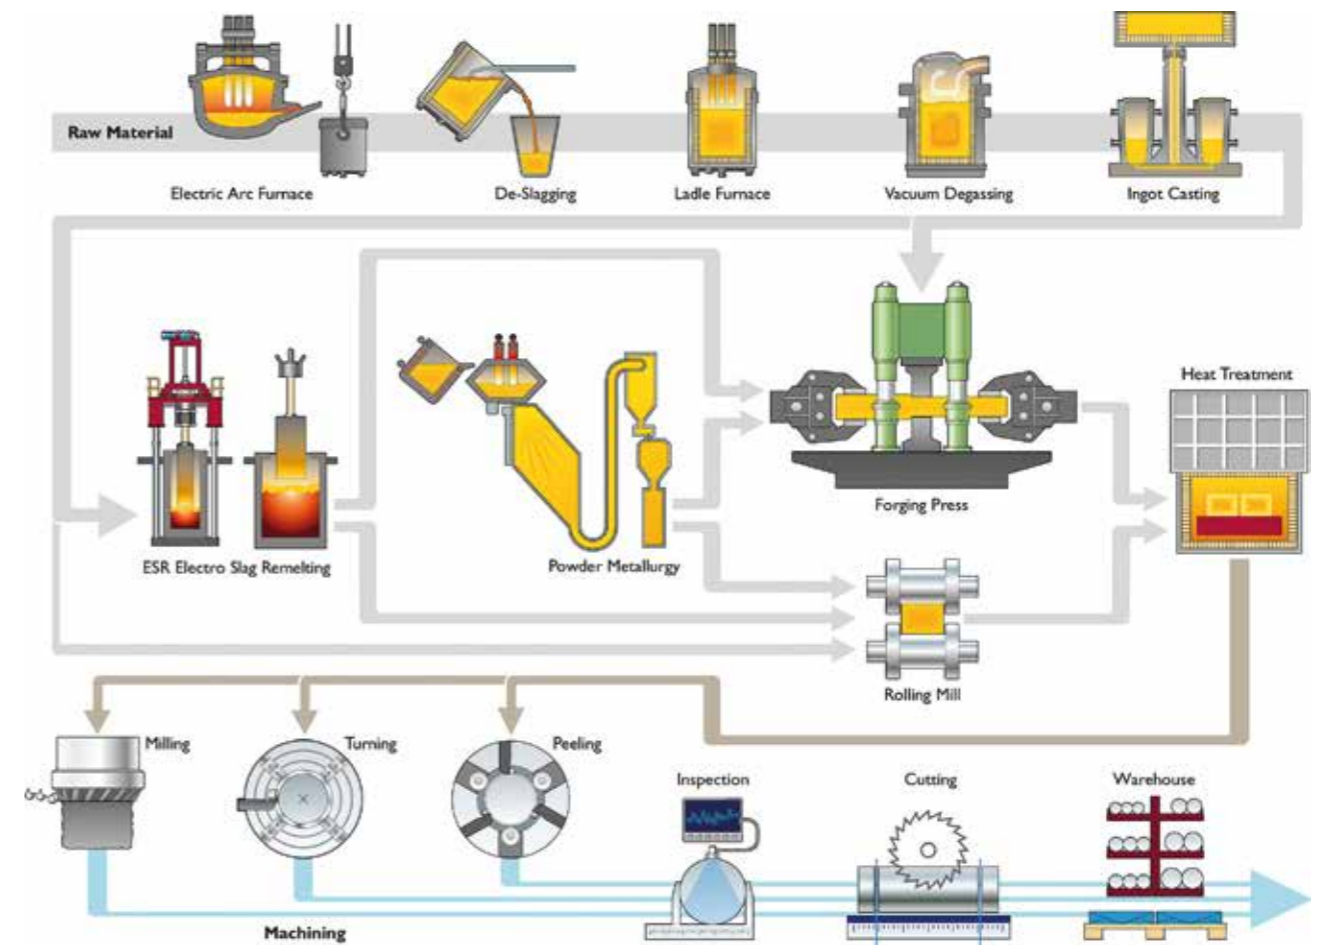 Raw Material
Electric Arc Furnace
De-Slagging
Ladle Furnace
Vacuum Degassing
Ingot Casting
Heat Treatment
Forging Press
ESR Electro Slag Remelting
Powder Metallurgy
Rolling Mill
Milling
Turning
Peeling
Inspection
Cutting
Warehouse
Machining